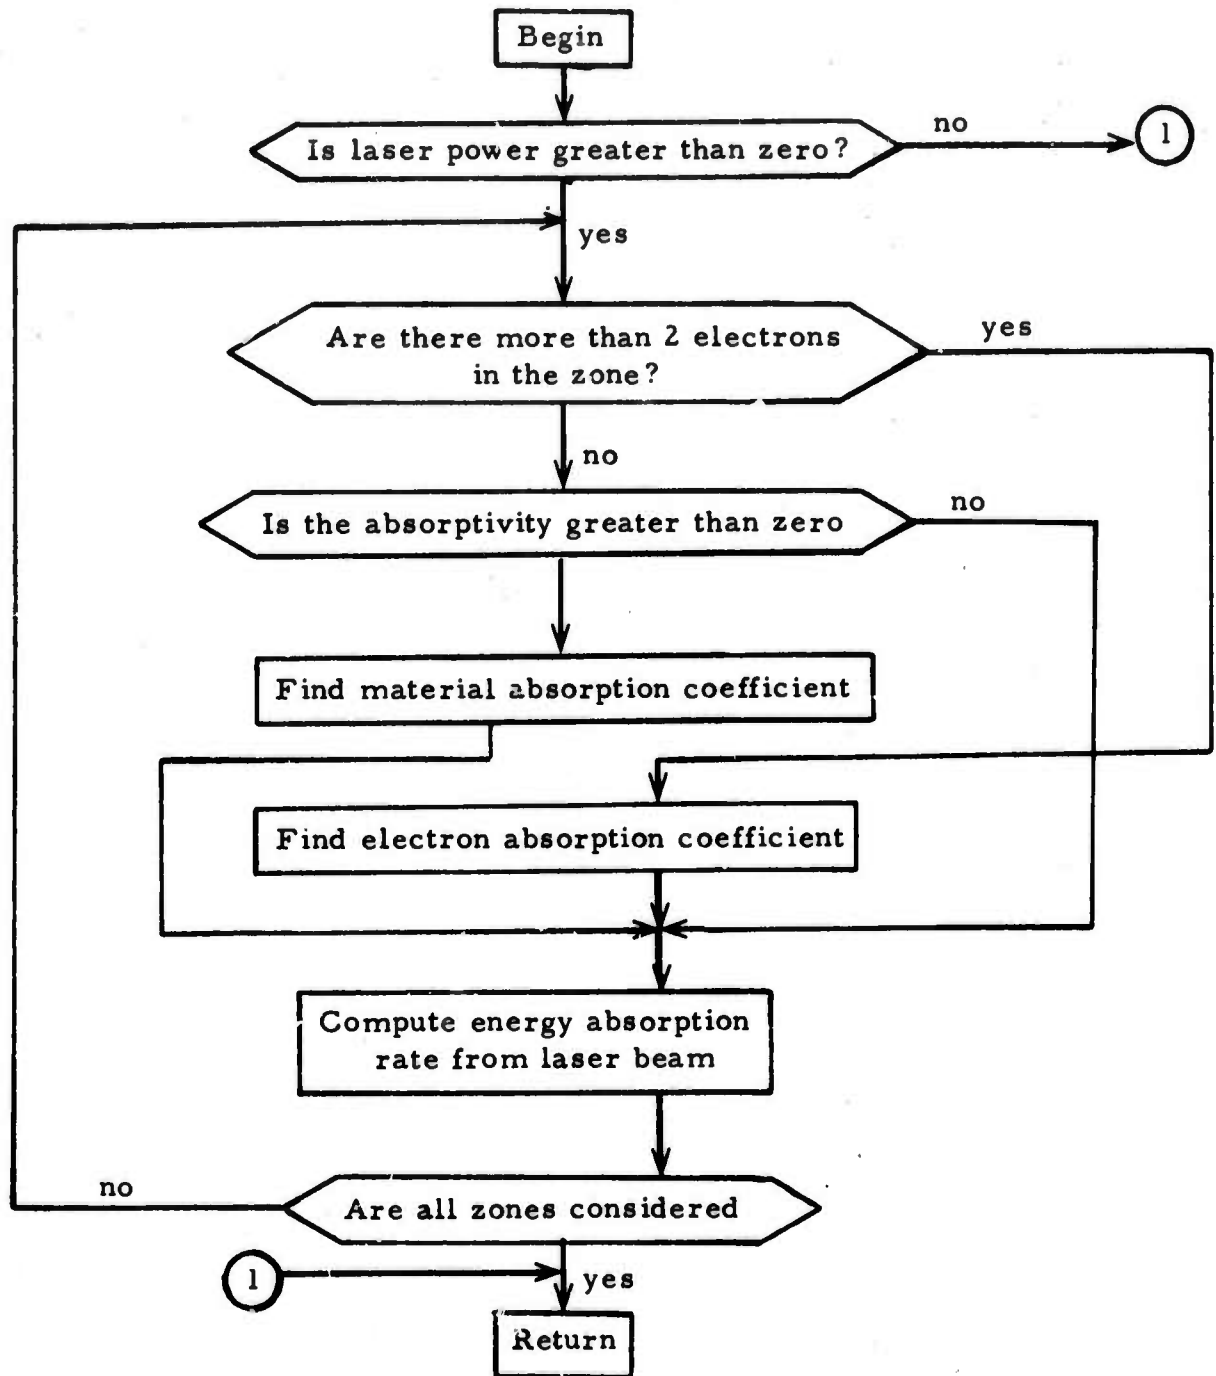 Begin
Is laser power greater than zero?
no
1
yes
Are there more than 2 electrons
in the zone?
yes
no
Is the absorptivity greater than zero
no
Find material absorption coefficient
Find electron absorption coefficient
Compute energy absorption
rate from laser beam
no
Are all zones considered
1
yes
Return